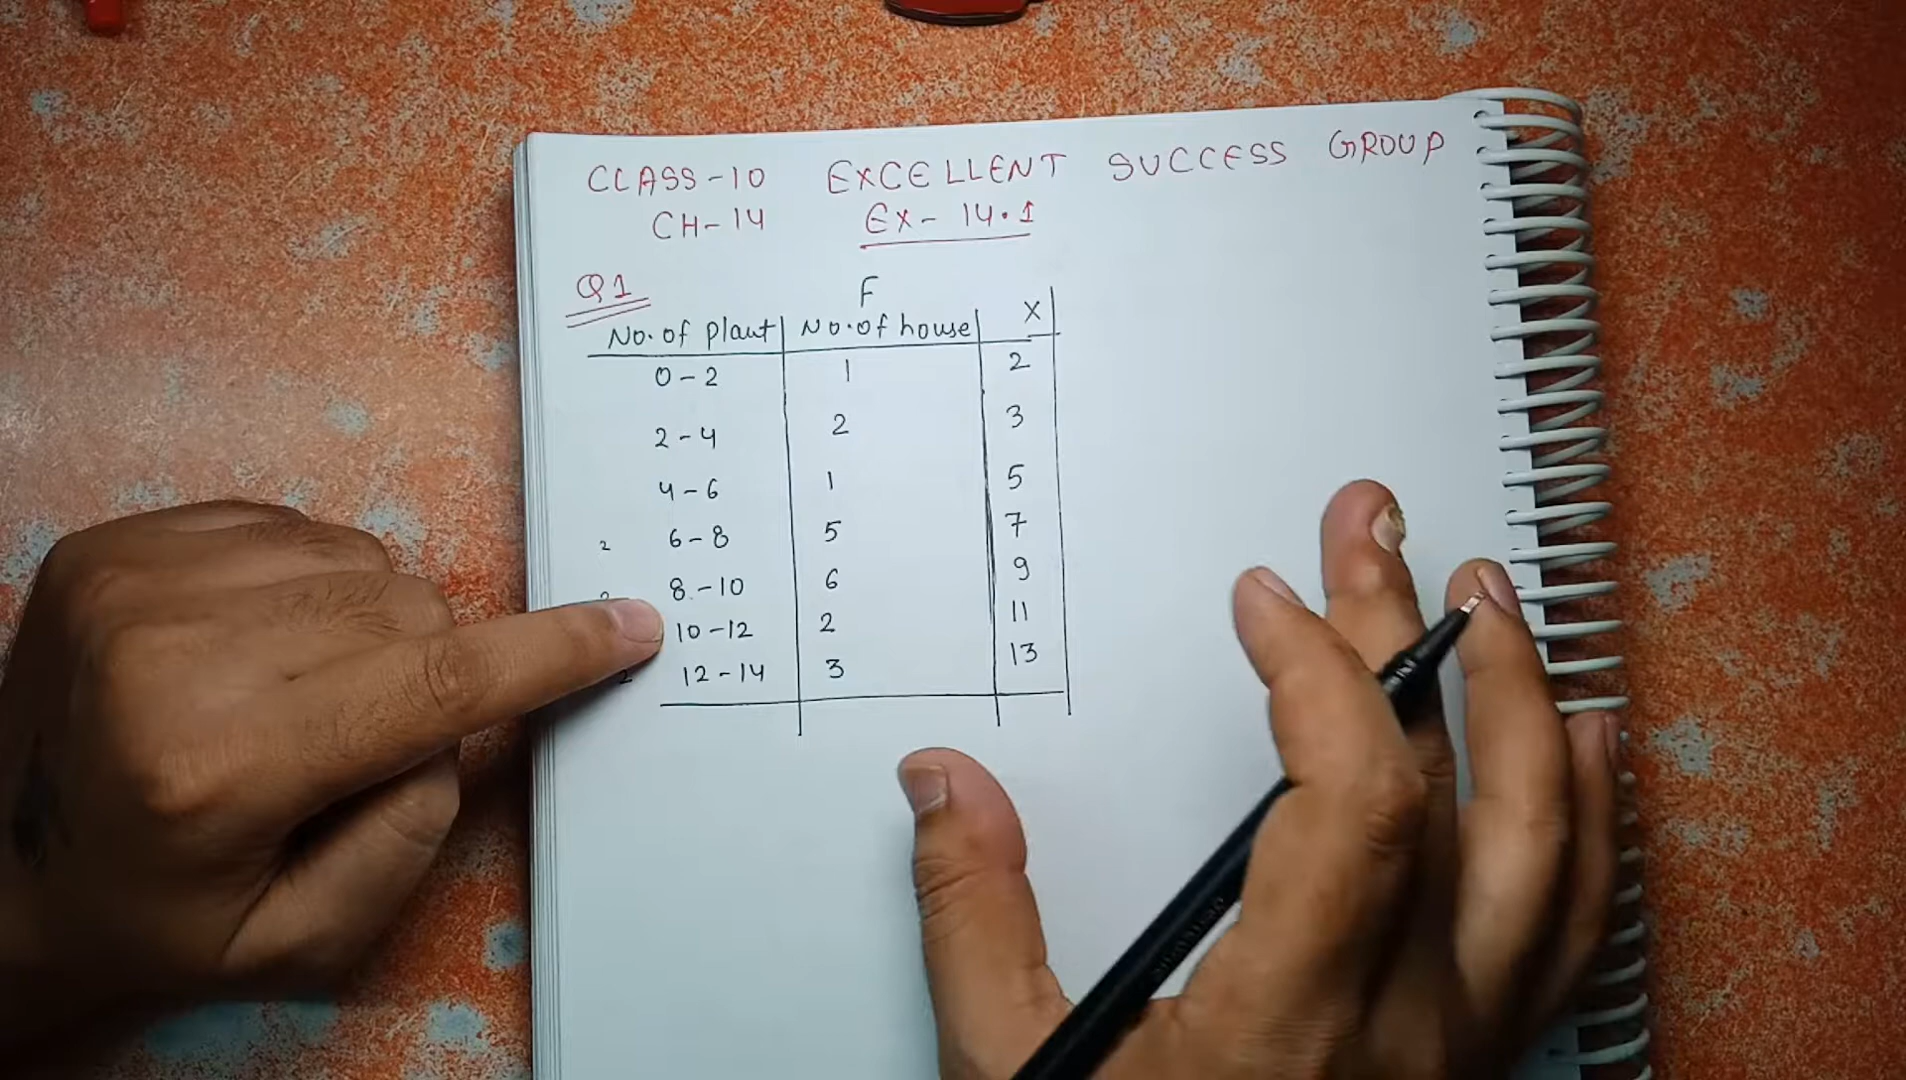 CLASS-10 EXCELLENT SUCCESS GROUP
CH-14 EX- 14.1
Q1
F
No. of plant No. of house X
0-2 1 2
2-4 2 3
4-6 1 5
2 6-8 5 7
8-10 6 9
10-12 2 11
2 12-14 3 13